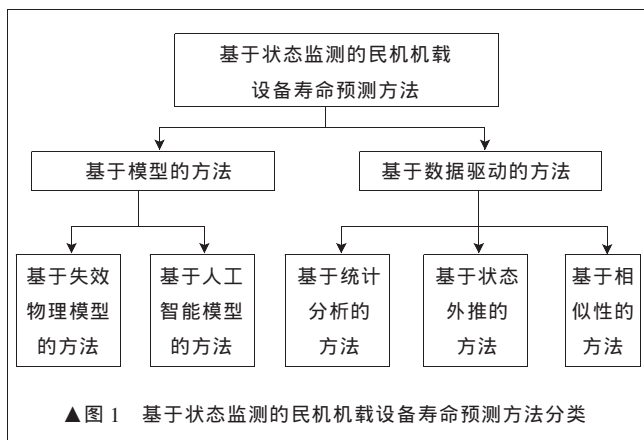 基于状态监测的民机机载
设备寿命预测方法
基于模型的方法
基于数据驱动的方法
基于失效
物理模型
的方法
基于人工
智能模型
的方法
基于统计
分析的
方法
基于状态
外推的
方法
基于相
似性的
方法
▲图 1 基于状态监测的民机机载设备寿命预测方法分类